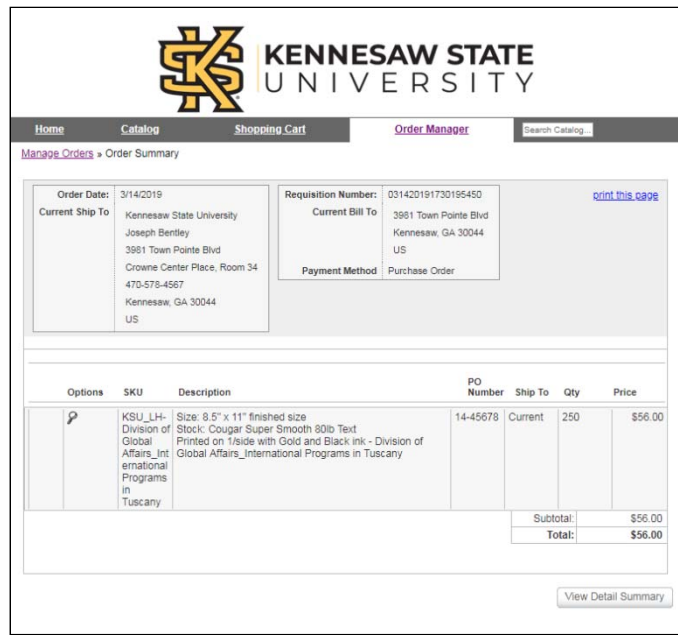 KS
KENNESAW STATE
UNIVERSITY
Home Catalog Shopping Cart Order Manager Search Catalog...
Manage Orders » Order Summary
print this page
Order Date: 3/14/2019
Current Ship To
Kennesaw State University
Joseph Bentley
3981 Town Pointe Blvd
Crowne Center Place, Room 34
470-578-4567
Kennesaw, GA 30044
US
Requisition Number: 031420191730195450
Current Bill To
3981 Town Pointe Blvd
Kennesaw, GA 30044
US
Payment Method Purchase Order
Options SKU Description PO Number Ship To Qty Price
KSU_LH-
Division of
Global
Affairs_Int
ernational
Programs
in
Tuscany
Size: 8.5" x 11" finished size
Stock: Cougar Super Smooth 80lb Text
Printed on 1/side with Gold and Black ink - Division of
Global Affairs_International Programs in Tuscany
14-45678 Current 250 $56.00
Subtotal: $56.00
Total: $56.00
View Detail Summary